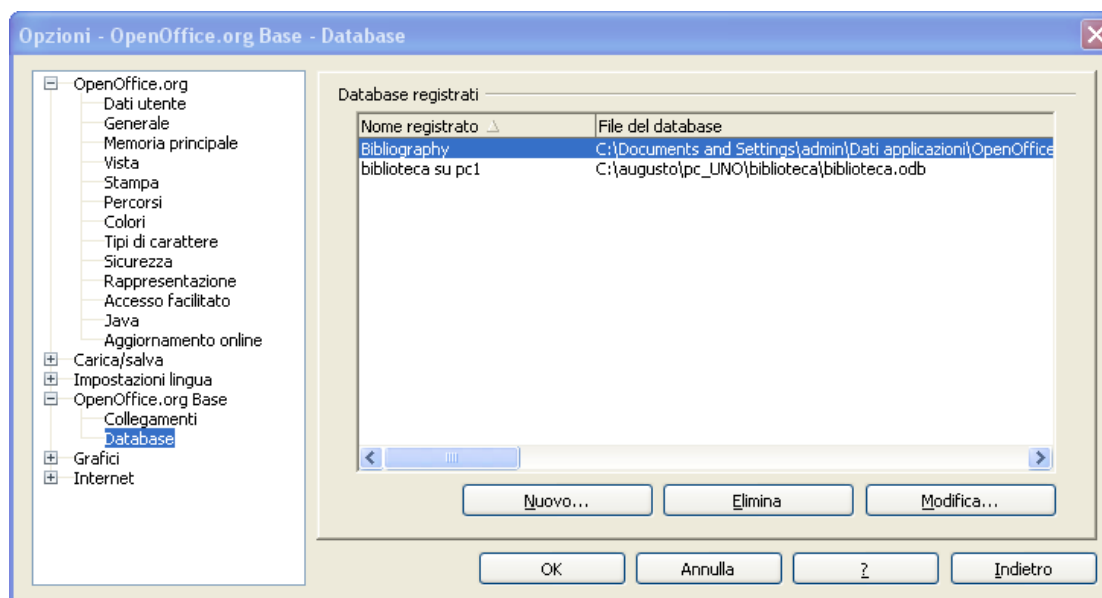 Opzioni - OpenOffice.org Base - Database
OpenOffice.org
Dati utente
Generale
Memoria principale
Vista
Stampa
Percorsi
Colori
Tipi di carattere
Sicurezza
Rappresentazione
Accesso facilitato
Java
Aggiornamento online
Carica/salva
Impostazioni lingua
OpenOffice.org Base
Collegamenti
Database
Grafici
Internet
Database registrati
Nome registrato File del database
Bibliography C:\Documents and Settings\admin\Dati applicazioni\OpenOffice
biblioteca su pc1 C:\augusto\pc_UNO\biblioteca\biblioteca.odb
Nuovo... Elimina Modifica...
OK Annulla ? Indietro